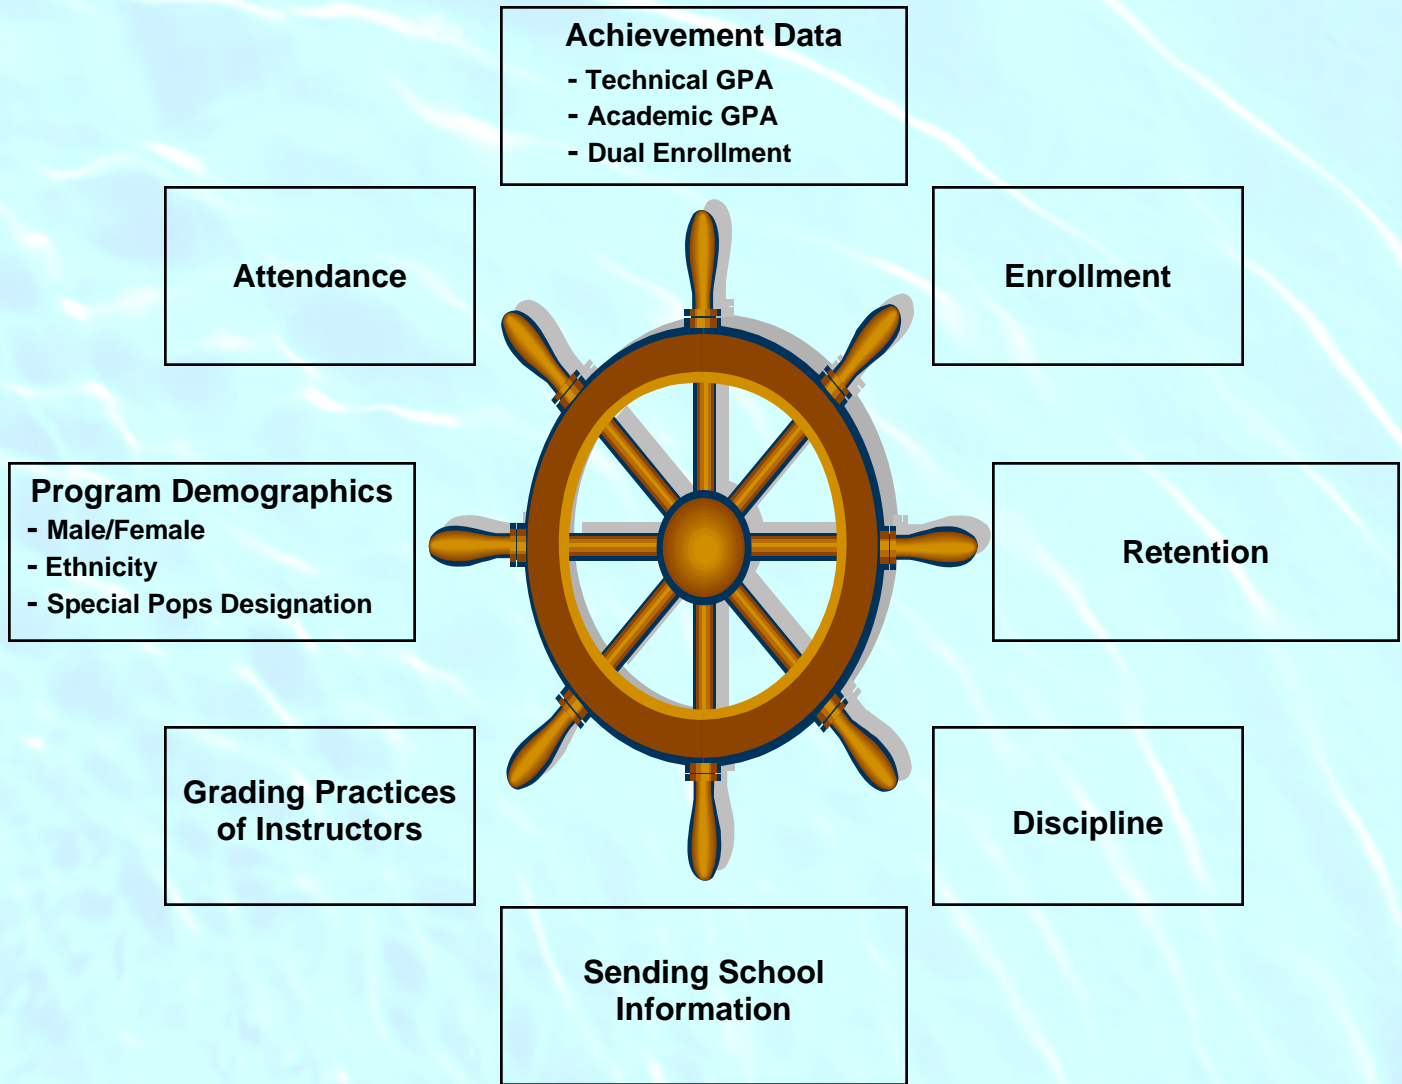 Achievement Data
- Technical GPA
- Academic GPA
- Dual Enrollment
Attendance
Enrollment
Program Demographics
- Male/Female
- Ethnicity
- Special Pops Designation
Retention
Grading Practices
of Instructors
Discipline
Sending School
Information